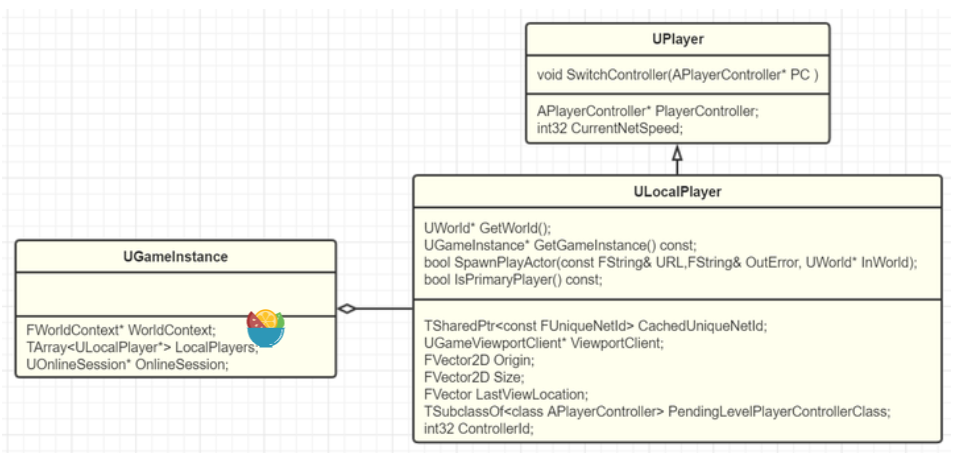 UPlayer
void SwitchController(APlayerController* PC )
APlayerController* PlayerController;
int32 CurrentNetSpeed;
ULocalPlayer
UWorld* GetWorld();
UGameInstance* GetGameInstance() const;
bool SpawnPlayActor(const FString& URL,FString& OutError, UWorld* InWorld);
bool IsPrimaryPlayer() const;
TSharedPtr<const FUniqueNetId> CachedUniqueNetId;
UGameViewportClient* ViewportClient;
FVector2D Origin;
FVector2D Size;
FVector LastViewLocation;
TSubclassOf<class APlayerController> PendingLevelPlayerControllerClass;
int32 ControllerId;
UGameInstance
FWorldContext* WorldContext;
TArray<ULocalPlayer*> LocalPlayers;
UOnlineSession* OnlineSession;